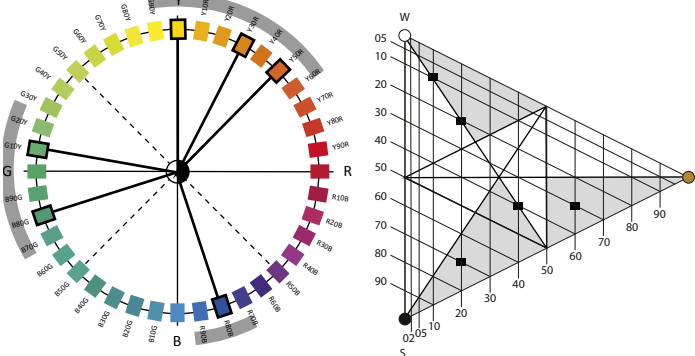 Y
G90Y
G80Y
G70Y
G60Y
G50Y
G40Y
G30Y
G20Y
G10Y
G
B90G
B80G
B70G
B60G
B50G
B40G
B30G
B20G
B10G
B
R90B
R80B
R70B
R60B
R50B
R40B
R30B
R20B
R10B
R
Y90R
Y80R
Y70R
Y60R
Y50R
Y40R
Y30R
Y20R
Y10R
W
05
10
20
30
40
50
60
70
80
90
02
05
10
20
30
40
50
60
70
80
90
S